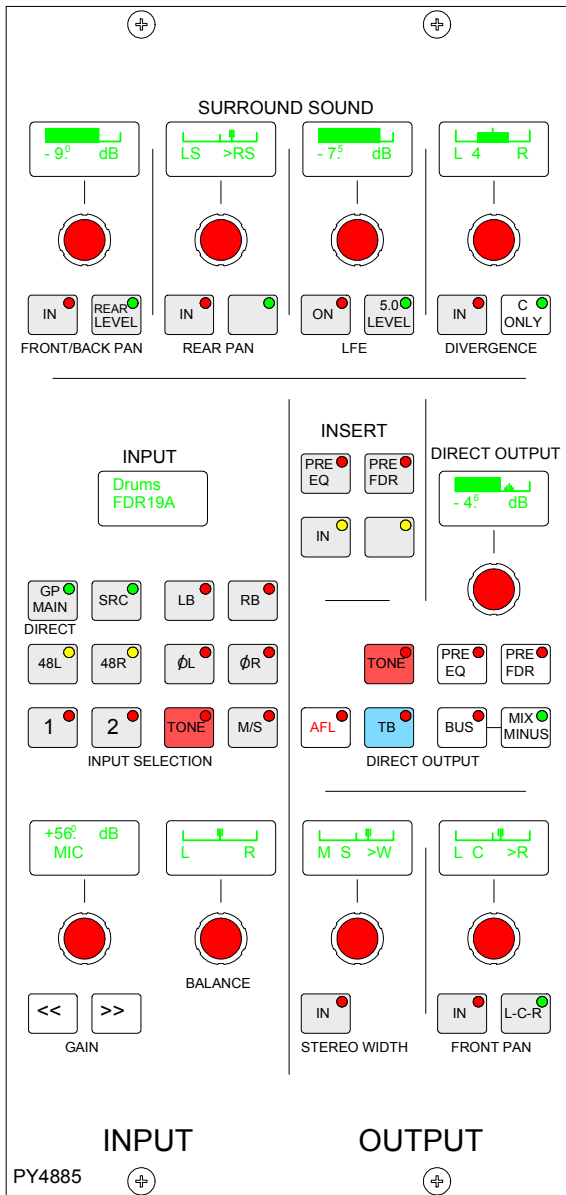 SURROUND SOUND
- 9.0 dB
LS >RS
- 7.5 dB
L 4 R
IN
REAR LEVEL
IN
ON
5.0 LEVEL
IN
C ONLY
FRONT/BACK PAN
REAR PAN
LFE
DIVERGENCE
INPUT
Drums
FDR19A
INSERT
PRE EQ
PRE FDR
IN
DIRECT OUTPUT
- 4.6 dB
GP MAIN
SRC
LB
RB
DIRECT
48L
48R
ØL
ØR
TONE
PRE EQ
PRE FDR
1
2
TONE
M/S
AFL
TB
BUS
MIX MINUS
INPUT SELECTION
DIRECT OUTPUT
+56.0 dB
MIC
L R
M S >W
L C >R
BALANCE
<<
>>
IN
IN
L-C-R
GAIN
STEREO WIDTH
FRONT PAN
INPUT
OUTPUT
PY4885